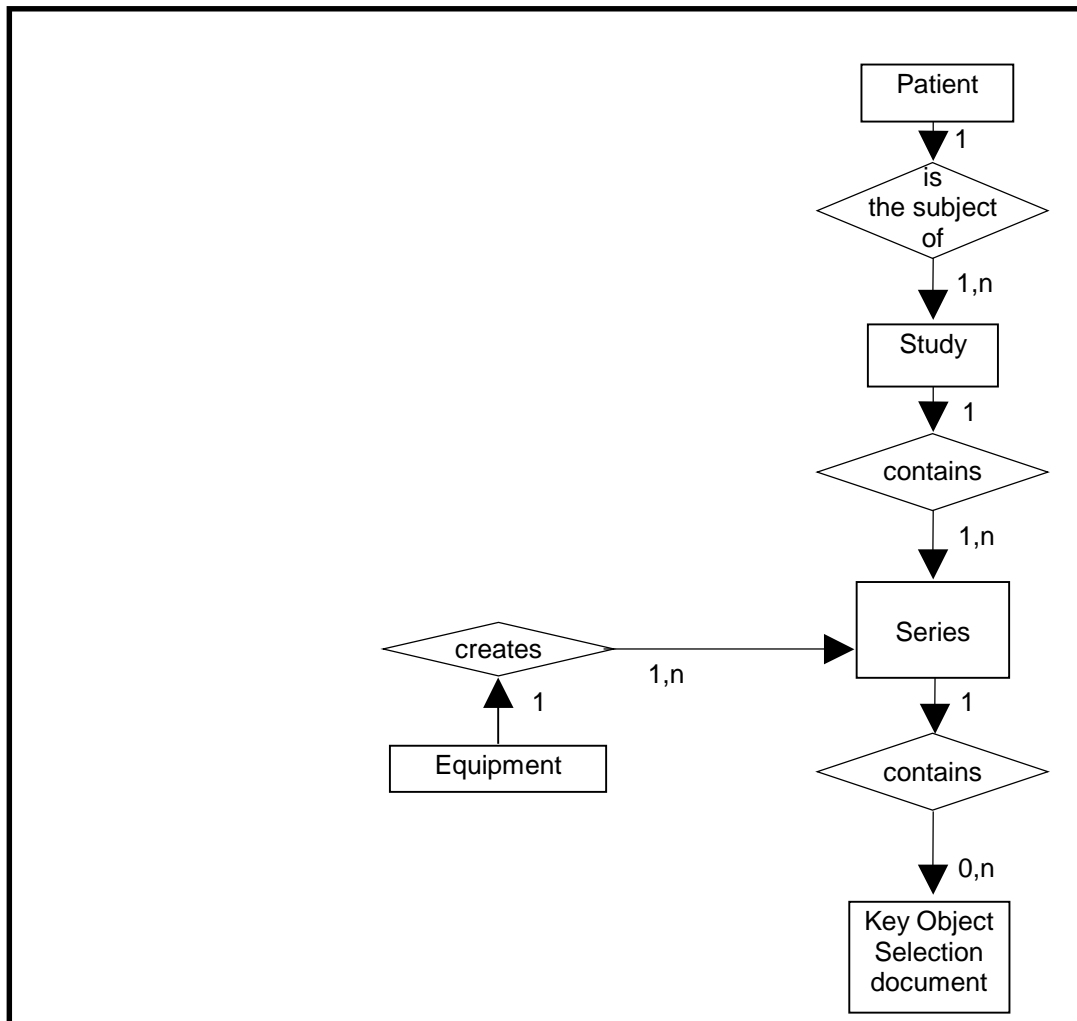 Patient
1
is
the subject
of
1,n
Study
1
contains
1,n
Series
creates
1,n
1
1
Equipment
contains
0,n
Key Object
Selection
document